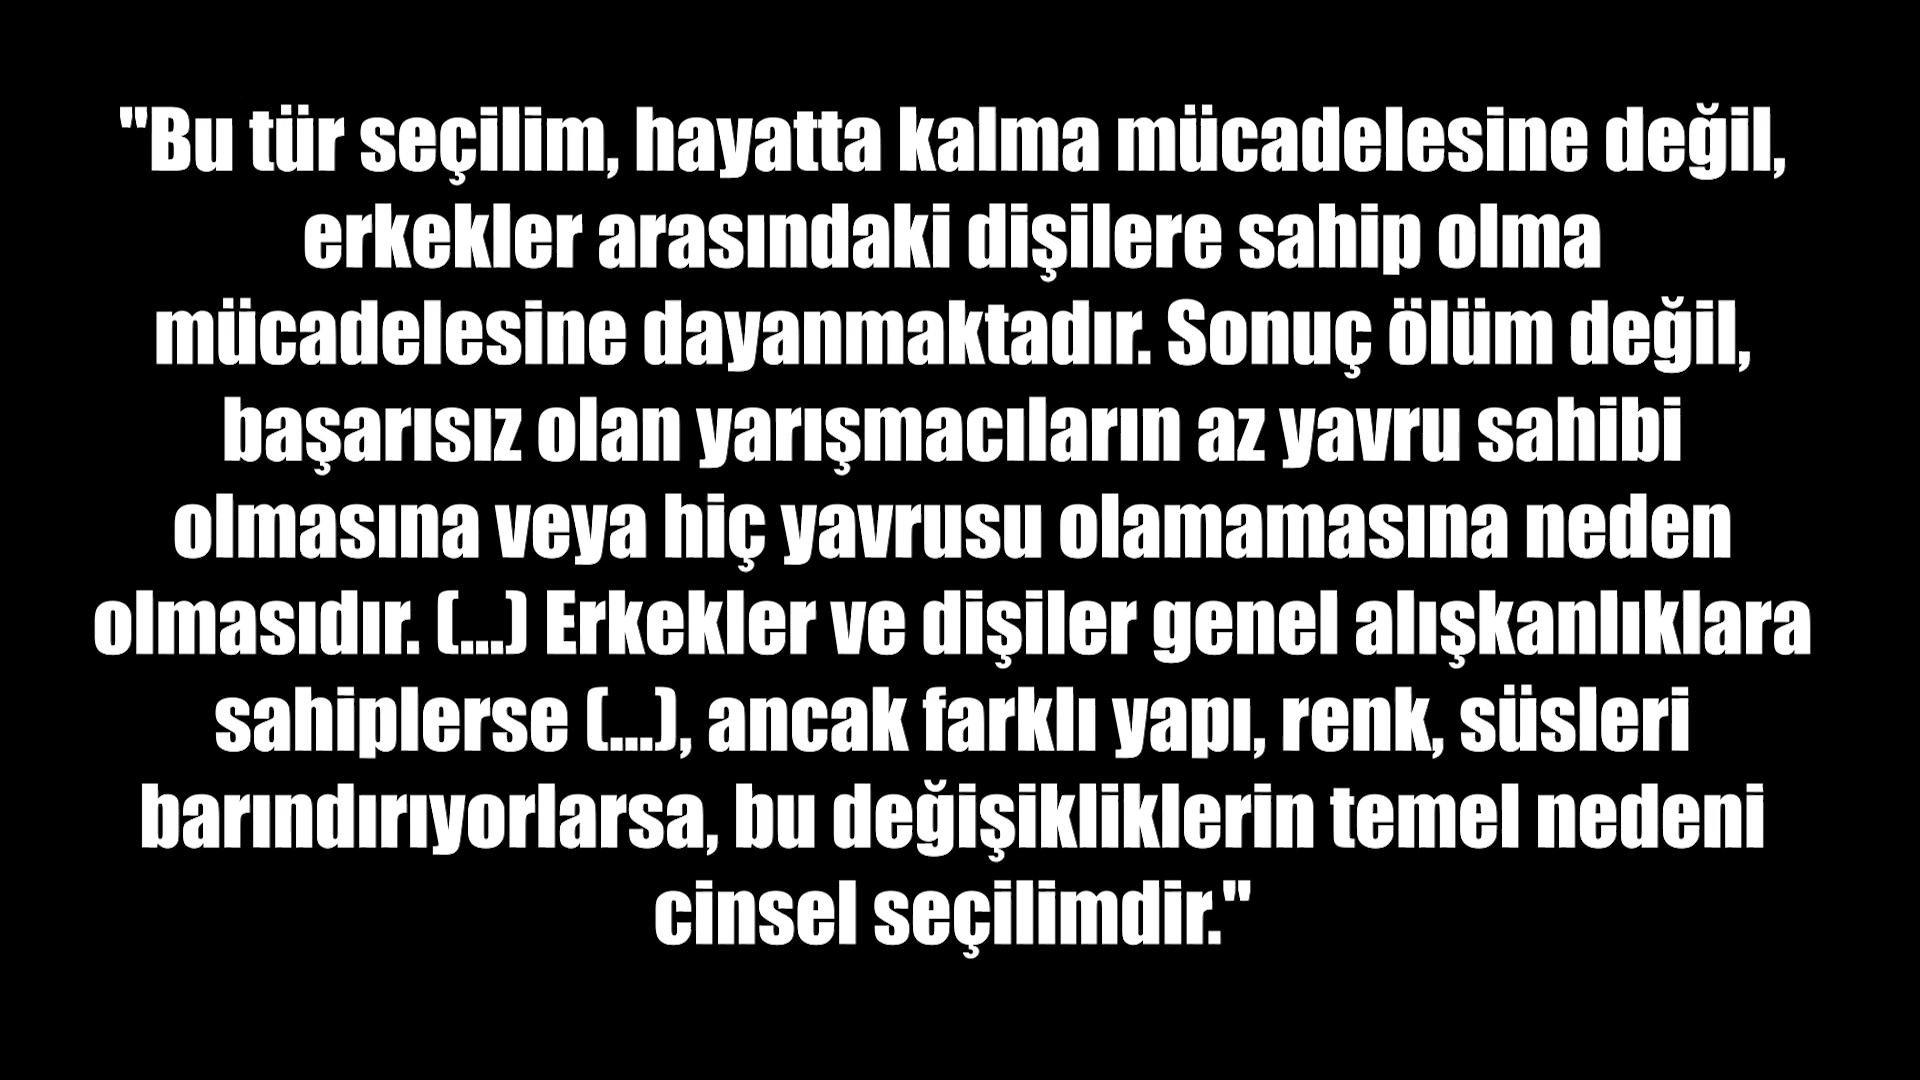 "Bu tür seçilim, hayatta kalma mücadelesine değil,
erkekler arasındaki dişilere sahip olma
mücadelesine dayanmaktadır. Sonuç ölüm değil,
başarısız olan yarışmacıların az yavru sahibi
olmasına veya hiç yavrusu olamamasına neden
olmasıdır. (...) Erkekler ve dişiler genel alışkanlıklara
sahiplerse (...), ancak farklı yapı, renk, süsleri
barındırıyorlarsa, bu değişikliklerin temel nedeni
cinsel seçilimdir."